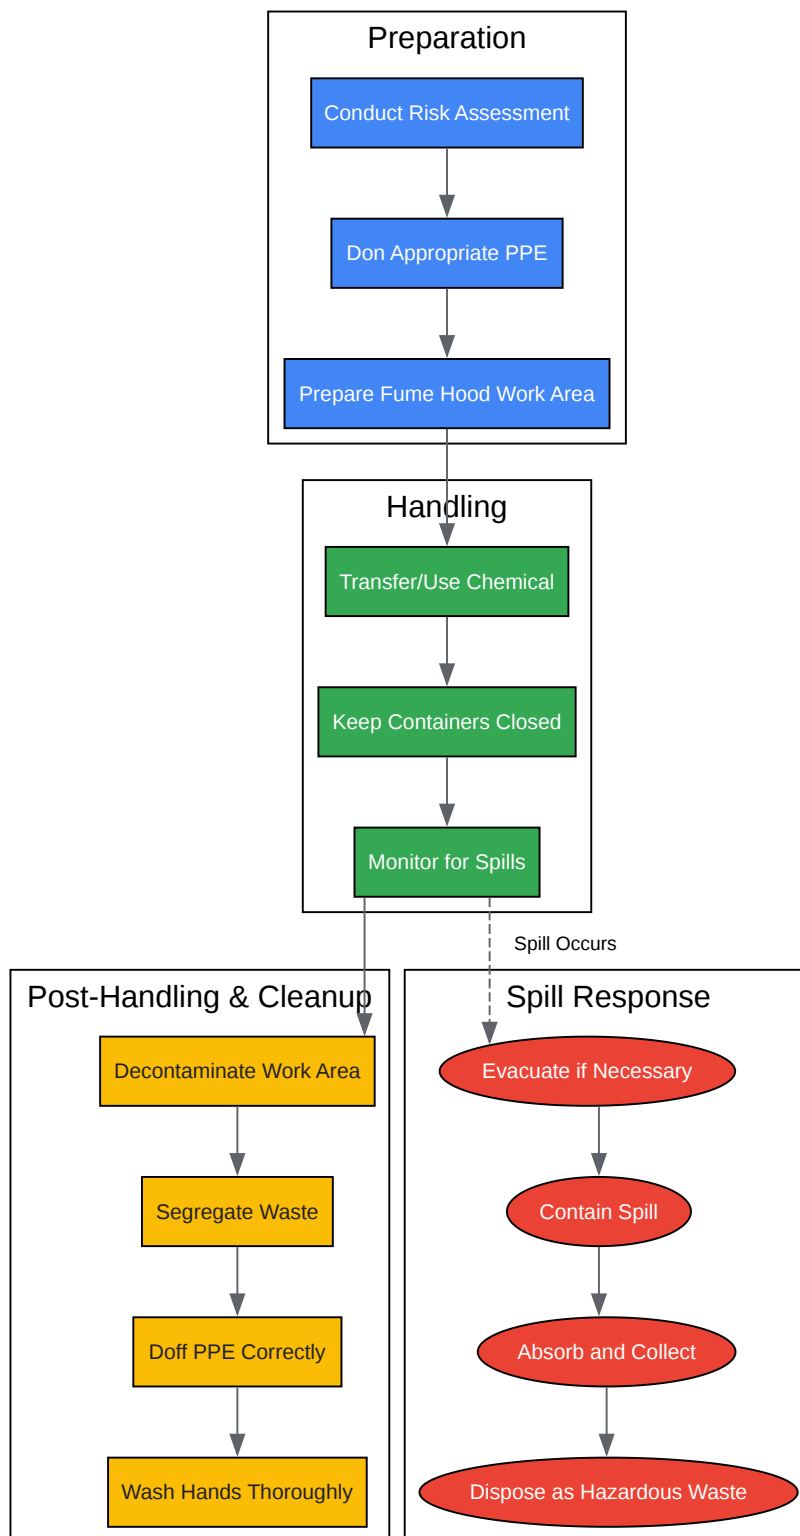 Preparation
Conduct Risk Assessment
Don Appropriate PPE
Prepare Fume Hood Work Area
Handling
Transfer/Use Chemical
Keep Containers Closed
Monitor for Spills
Spill Occurs
Post-Handling & Cleanup
Decontaminate Work Area
Segregate Waste
Doff PPE Correctly
Wash Hands Thoroughly
Spill Response
Evacuate if Necessary
Contain Spill
Absorb and Collect
Dispose as Hazardous Waste